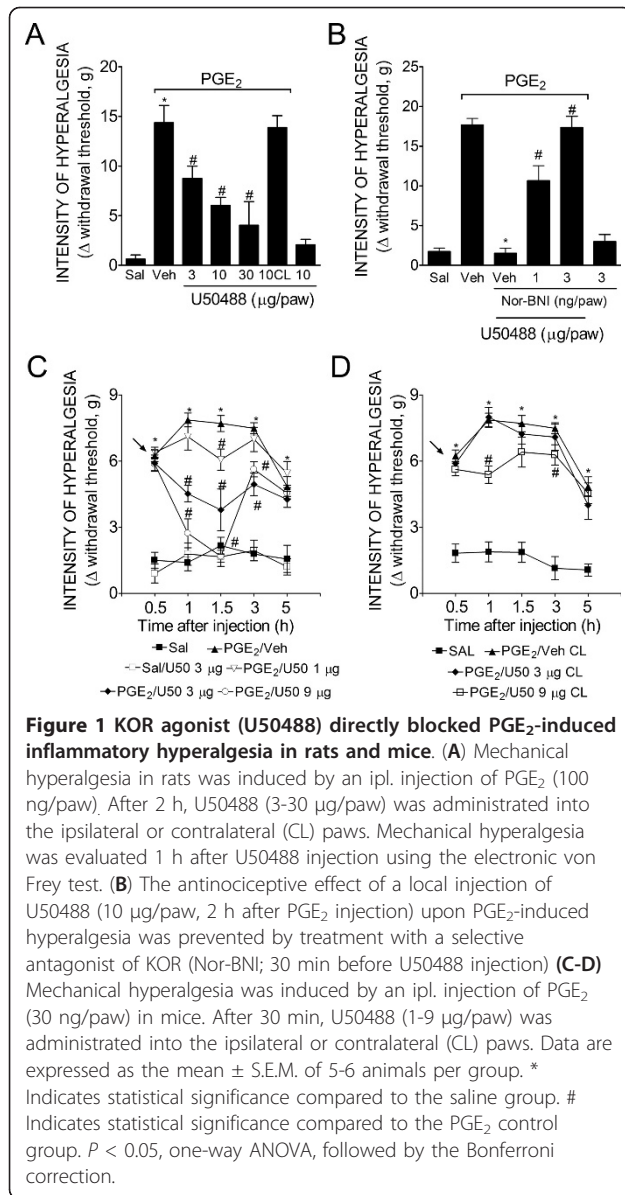 A
B
INTENSITY OF HYPERALGESIA
(Δ withdrawal threshold, g)
20
15
10
5
0
PGE₂
*
#
#
#
Sal Veh 3 10 30 10CL 10
U50488 (μg/paw)
INTENSITY OF HYPERALGESIA
(Δ withdrawal threshold, g)
25
20
15
10
5
0
PGE₂
*
#
#
Sal Veh Veh 1 3 3
Nor-BNI (ng/paw)
U50488 (μg/paw)
C
D
INTENSITY OF HYPERALGESIA
(Δ withdrawal threshold, g)
9
6
3
0
* * * * *
# # # # # # #
0.5 1 1.5 3 5
Time after injection (h)
Sal PGE₂/Veh
Sal/U50 3 μg PGE₂/U50 1 μg
PGE₂/U50 3 μg PGE₂/U50 9 μg
INTENSITY OF HYPERALGESIA
(Δ withdrawal threshold, g)
9
6
3
0
* * * * *
# #
0.5 1 1.5 3 5
Time after injection (h)
SAL PGE₂/Veh CL
PGE₂/U50 3 μg CL
PGE₂/U50 9 μg CL
Figure 1 KOR agonist (U50488) directly blocked PGE₂-induced
inflammatory hyperalgesia in rats and mice. (A) Mechanical
hyperalgesia in rats was induced by an ipl. injection of PGE₂ (100
ng/paw). After 2 h, U50488 (3-30 μg/paw) was administrated into
the ipsilateral or contralateral (CL) paws. Mechanical hyperalgesia
was evaluated 1 h after U50488 injection using the electronic von
Frey test. (B) The antinociceptive effect of a local injection of
U50488 (10 μg/paw, 2 h after PGE₂ injection) upon PGE₂-induced
hyperalgesia was prevented by treatment with a selective
antagonist of KOR (Nor-BNI; 30 min before U50488 injection) (C-D)
Mechanical hyperalgesia was induced by an ipl. injection of PGE₂
(30 ng/paw) in mice. After 30 min, U50488 (1-9 μg/paw) was
administrated into the ipsilateral or contralateral (CL) paws. Data are
expressed as the mean ± S.E.M. of 5-6 animals per group. *
Indicates statistical significance compared to the saline group. #
Indicates statistical significance compared to the PGE₂ control
group. P < 0.05, one-way ANOVA, followed by the Bonferroni
correction.